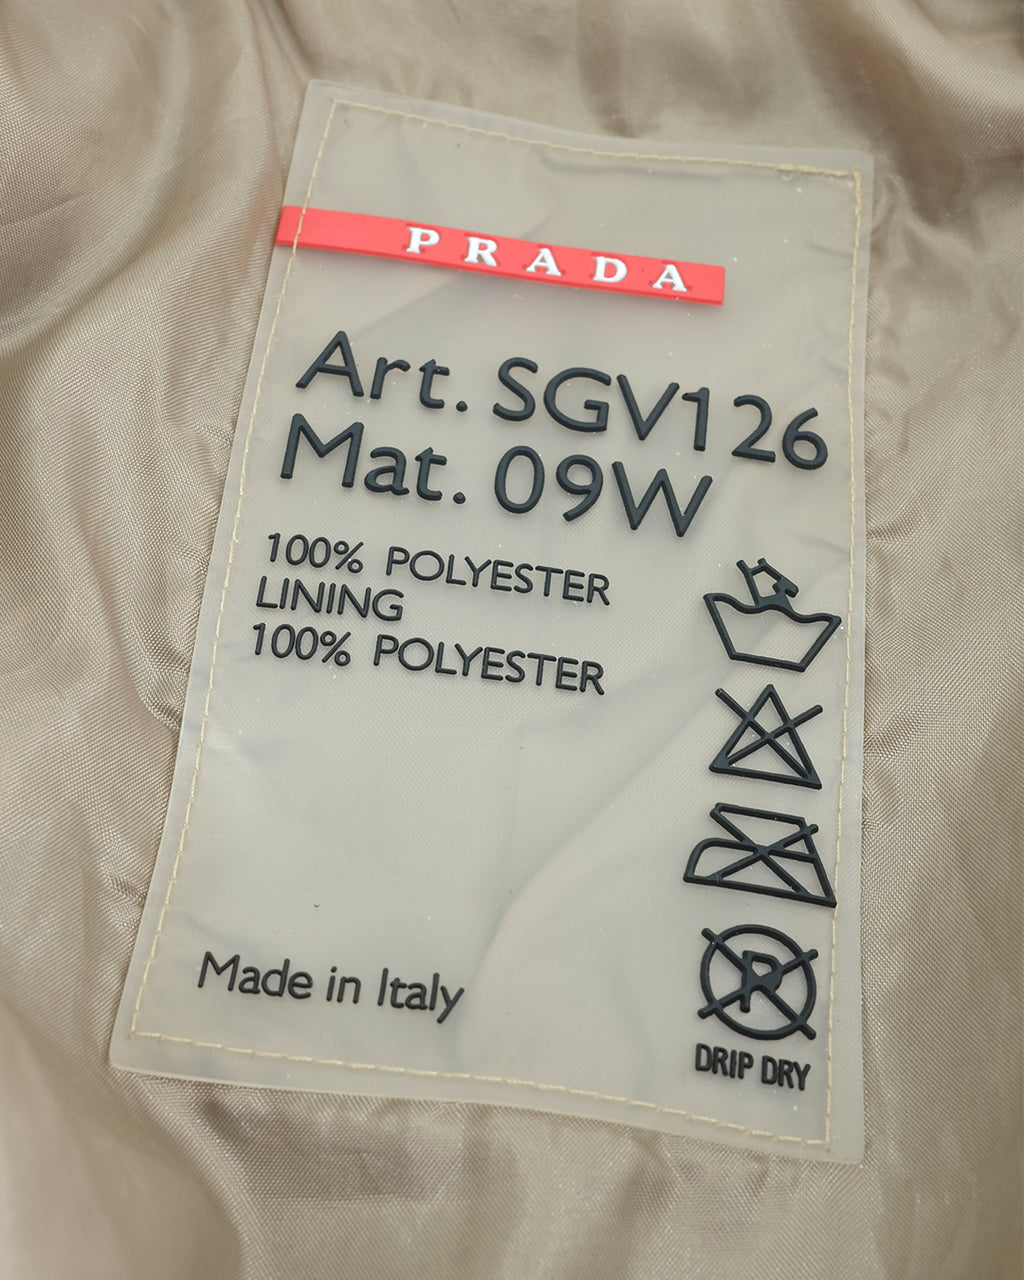 PRADA
Art. SGV126
Mat. 09W
100% POLYESTER
LINING
100% POLYESTER
R
Made in Italy
DRIP DRY